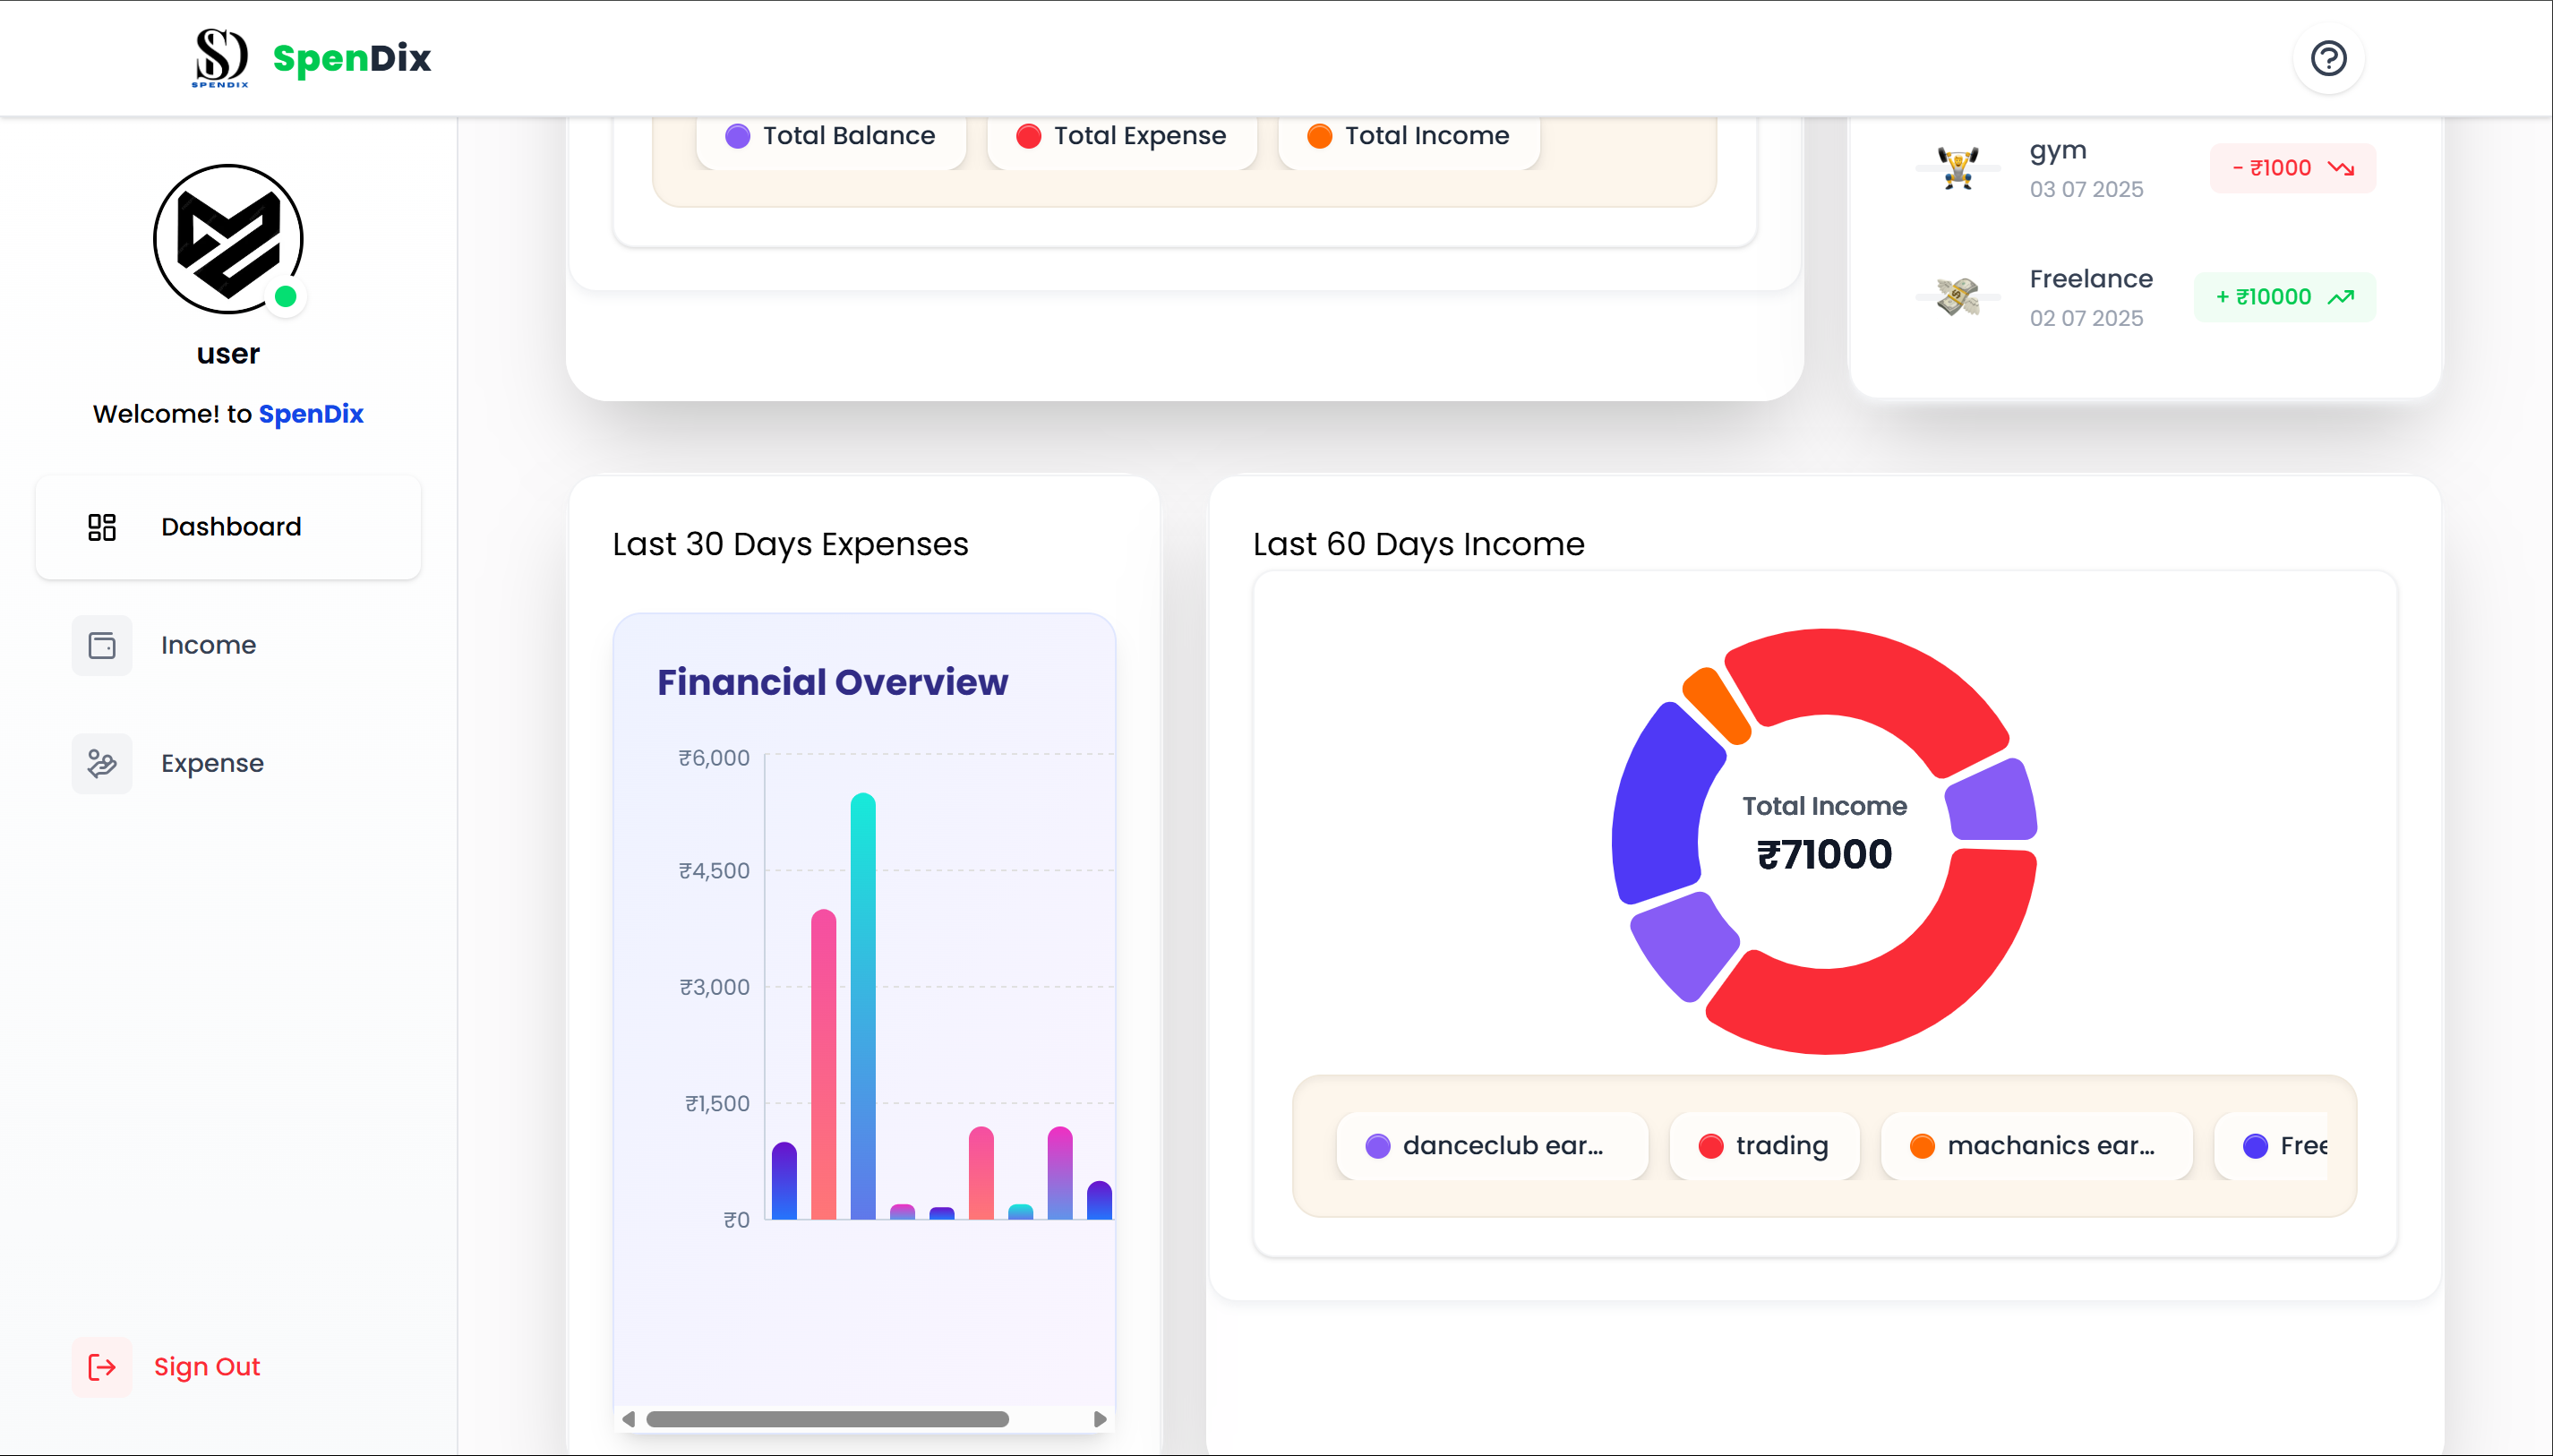 SPENDIX
SpenDix
user
Welcome! to SpenDix
Dashboard
Income
Expense
Sign Out
Total Balance
Total Expense
Total Income
gym
03 07 2025
- ₹1000
Freelance
02 07 2025
+ ₹10000
Last 30 Days Expenses
Financial Overview
₹6,000
₹4,500
₹3,000
₹1,500
₹0
Last 60 Days Income
Total Income
₹71000
danceclub ear...
trading
machanics ear...
Free